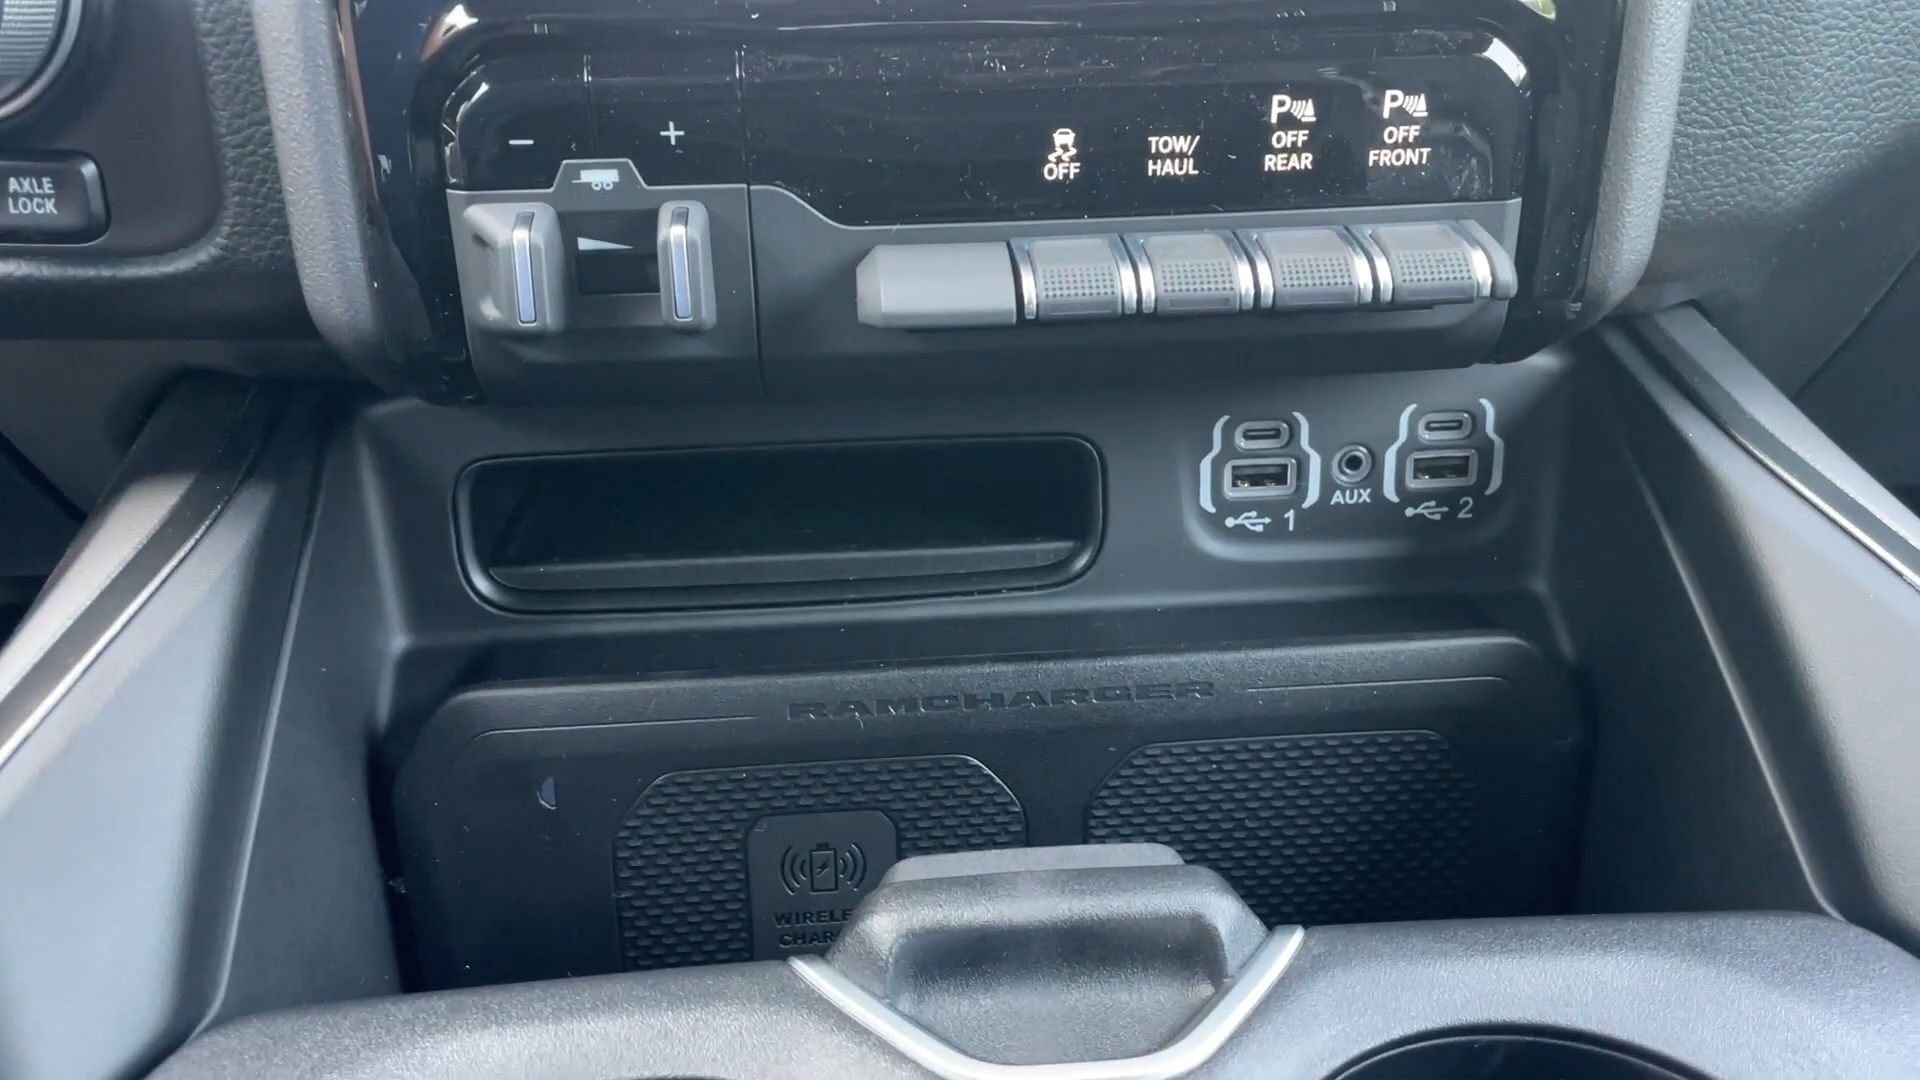 AXLE
LOCK
− +
OFF
TOW/
HAUL
P
OFF
REAR
P
OFF
FRONT
1
AUX
2
RAMCHARGER